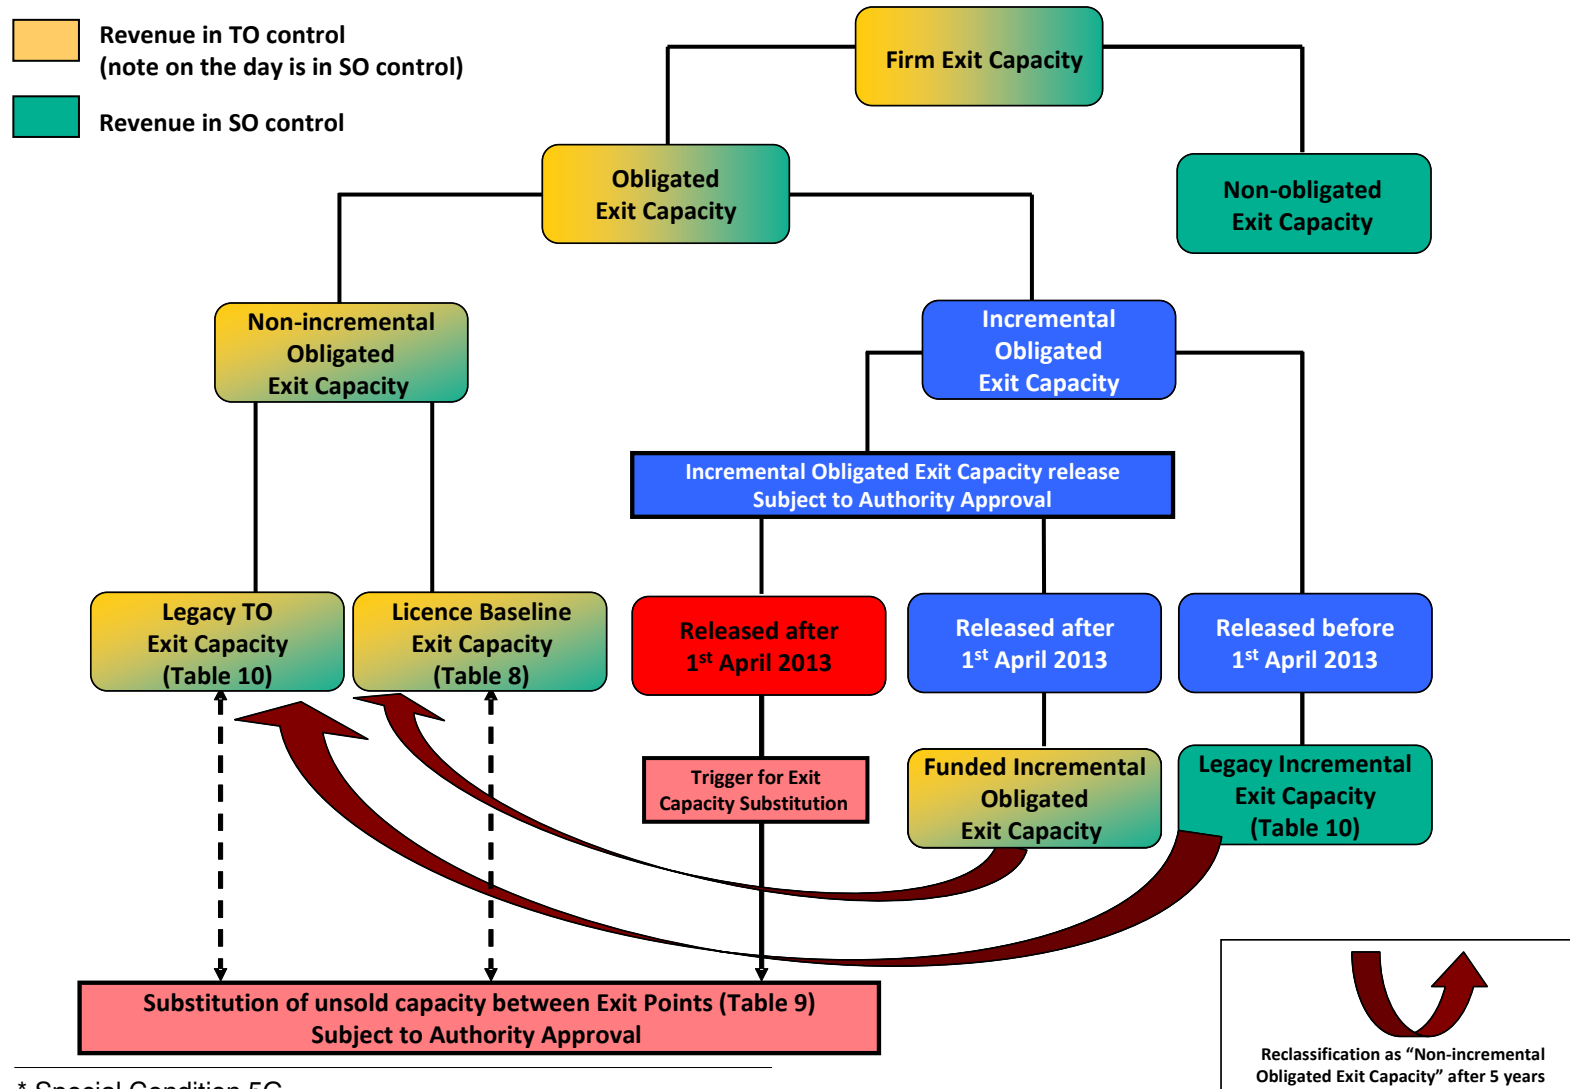 Revenue in TO control
(note on the day is in SO control)
Revenue in SO control
Firm Exit Capacity
Obligated
Exit Capacity
Non-obligated
Exit Capacity
Non-incremental
Obligated
Exit Capacity
Incremental
Obligated
Exit Capacity
Incremental Obligated Exit Capacity release
Subject to Authority Approval
Legacy TO
Exit Capacity
(Table 10)
Licence Baseline
Exit Capacity
(Table 8)
Released after
1st April 2013
Released after
1st April 2013
Released before
1st April 2013
Trigger for Exit
Capacity Substitution
Funded Incremental
Obligated
Exit Capacity
Legacy Incremental
Exit Capacity
(Table 10)
Substitution of unsold capacity between Exit Points (Table 9)
Subject to Authority Approval
Reclassification as “Non-incremental
Obligated Exit Capacity” after 5 years
* Special Condition 5G